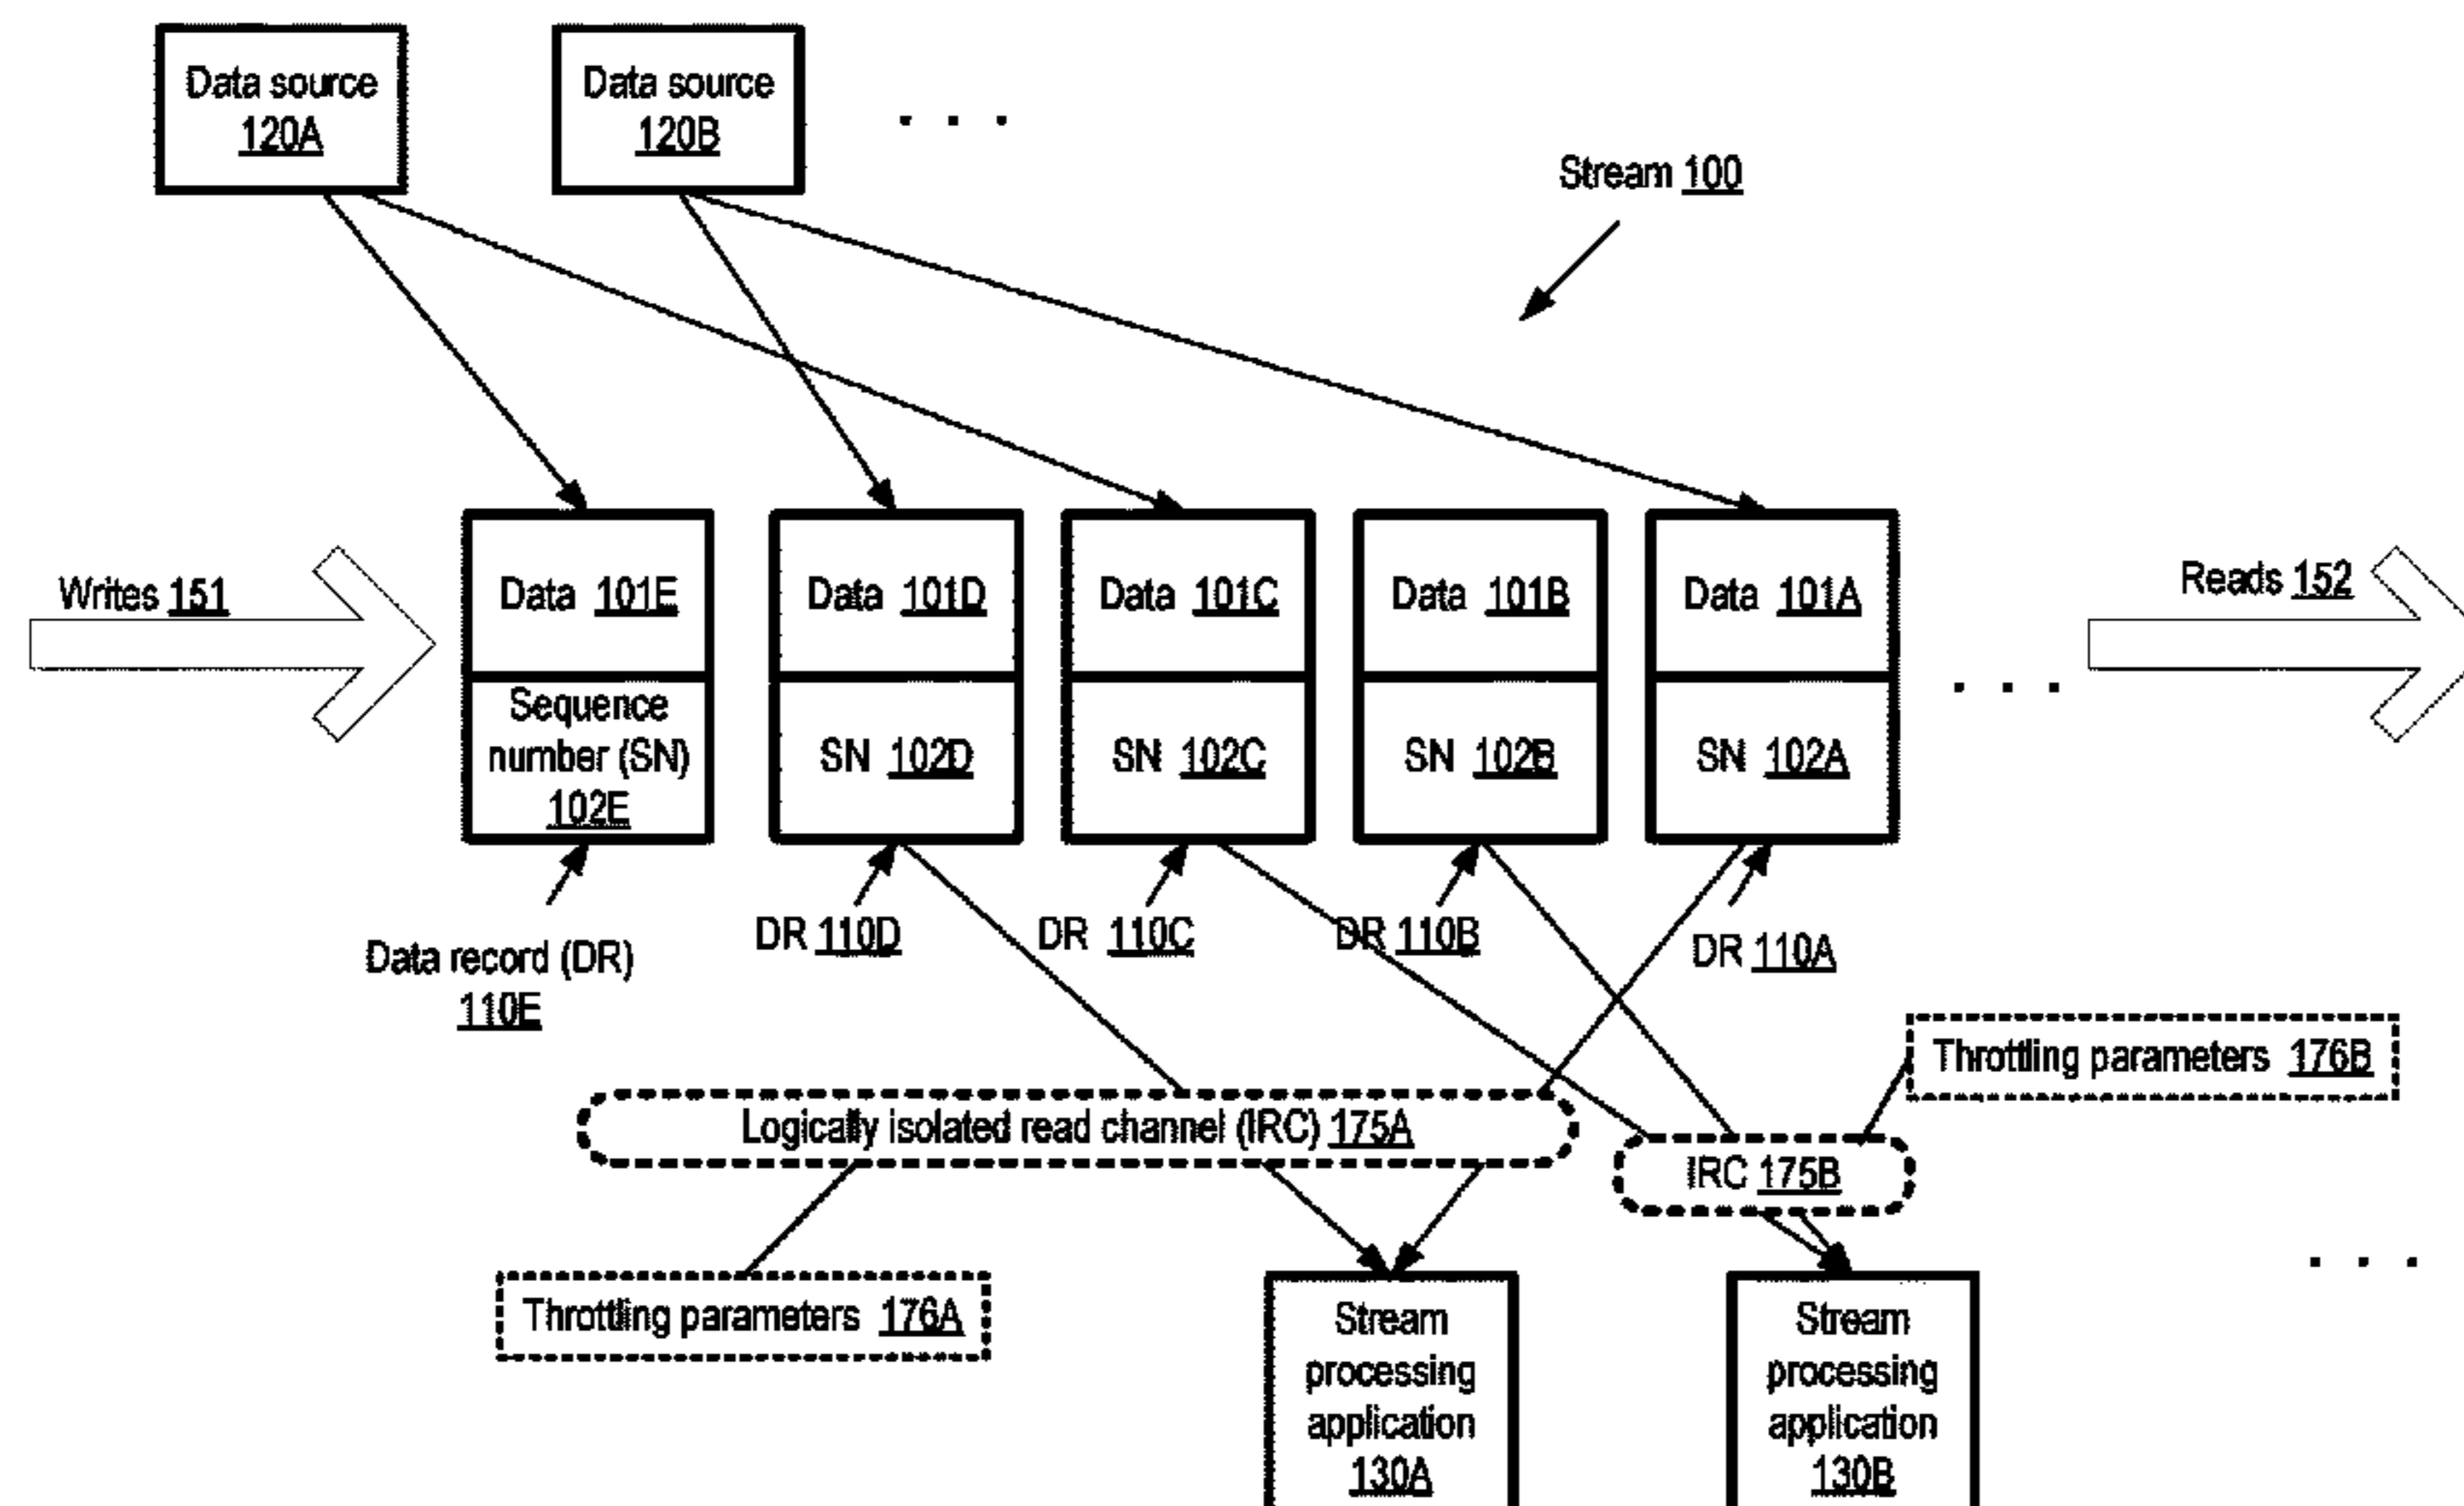 Data source
120A
Data source
120B
. . .
Stream 100
Writes 151
Reads 152
Data 101E
Data 101D
Data 101C
Data 101B
Data 101A
. . .
Sequence
number (SN)
102E
SN 102D
SN 102C
SN 102B
SN 102A
Data record (DR)
110E
DR 110D
DR 110C
DR 110B
DR 110A
Throttling parameters 176B
Logically isolated read channel (IRC) 175A
IRC 175B
Throttling parameters 176A
. . .
Stream
processing
application
130A
Stream
processing
application
130B